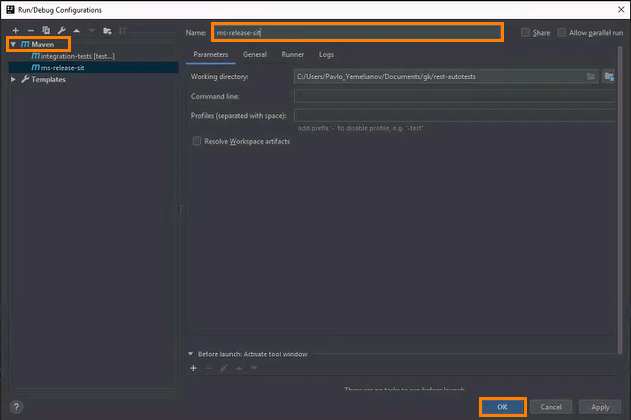 Run/Debug Configurations
Name: ms-release-sit
Share
Allow parallel run
Maven
integration-tests [test...]
ms-release-sit
Templates
Parameters General Runner Logs
Working directory: C:/Users/Pavlo_Yemelianov/Documents/gk/rest-autotests
Command line:
Profiles (separated with space):
add prefix '-' to disable profile, e.g. "-test"
Resolve Workspace artifacts
Before launch: Activate tool window
There are no tasks to run before launch
?
OK Cancel Apply